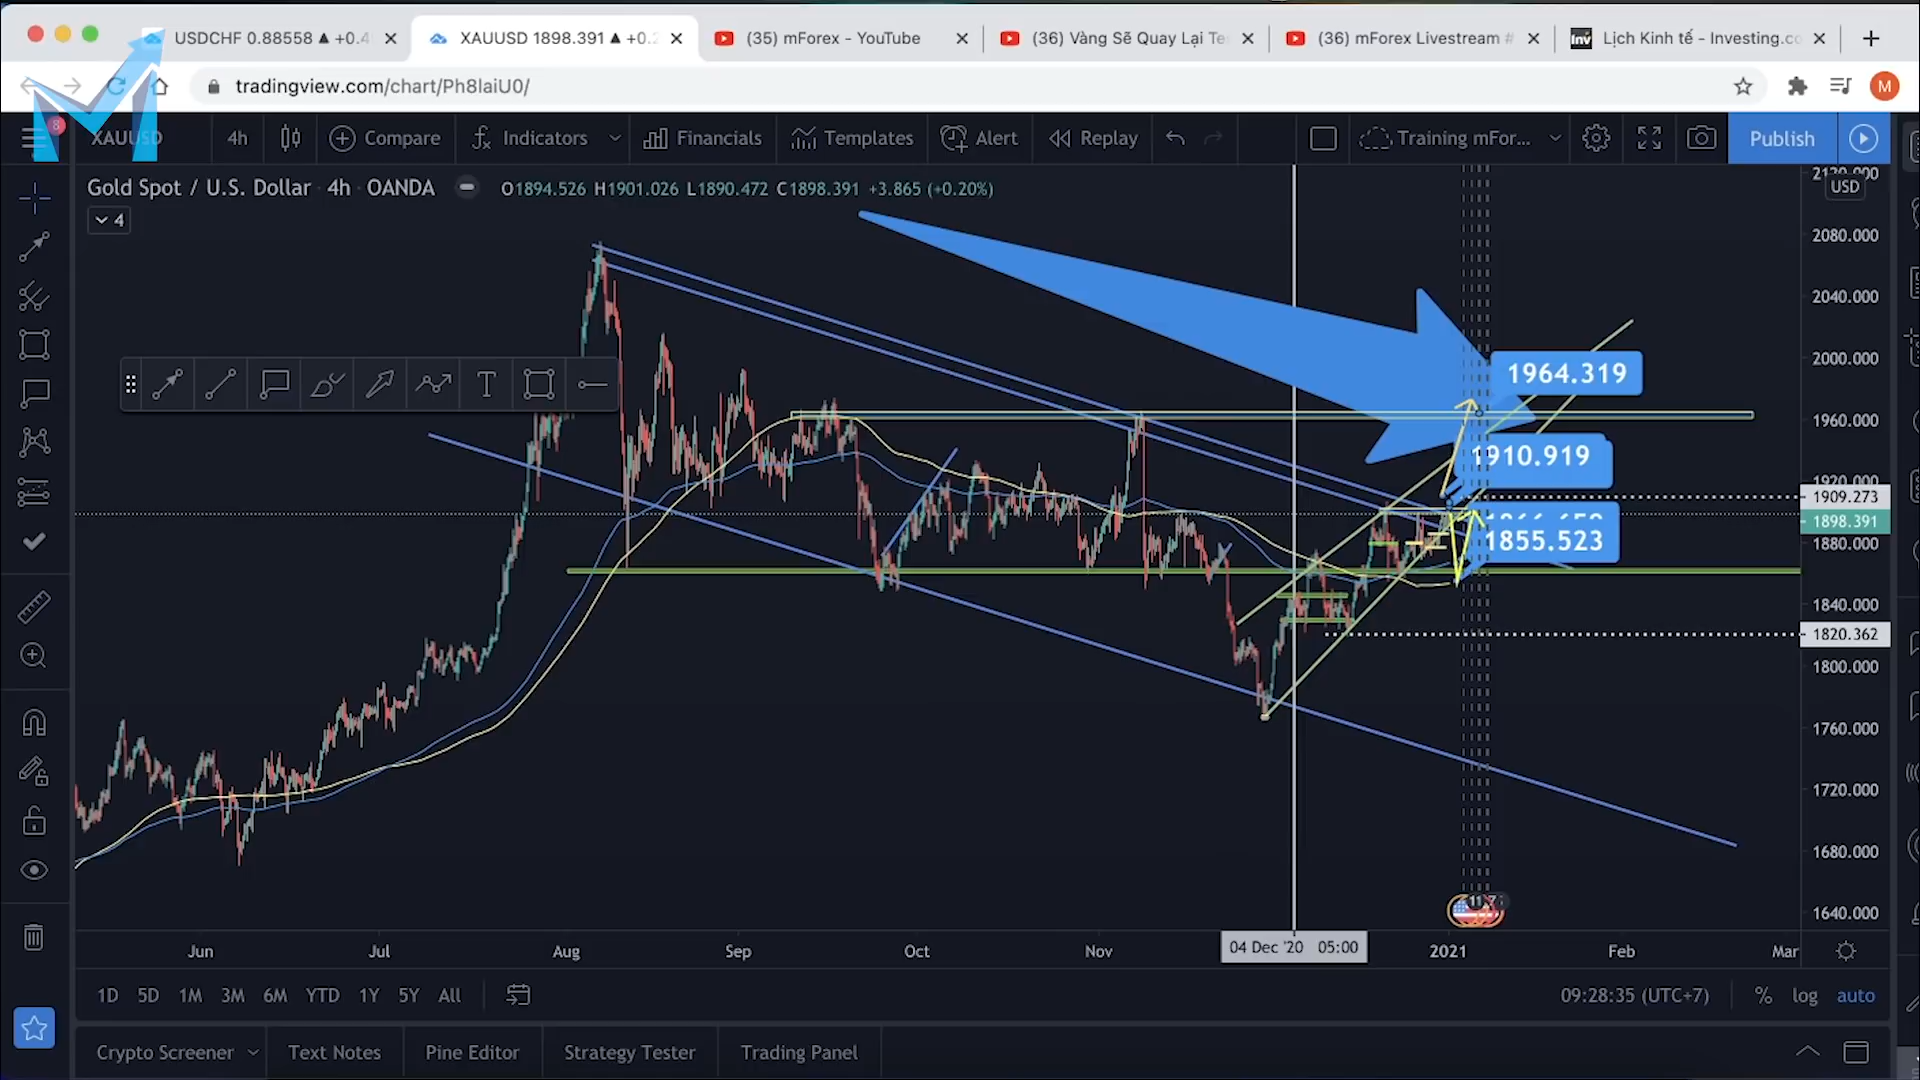 USDCHF 0.88558 ▲ +0.4
XAUUSD 1898.391 ▲ +0.2
(35) mForex - YouTube
(36) Vàng Sẽ Quay Lại Te
(36) mForex Livestream #
Inv
Lịch Kinh tế - Investing.co
tradingview.com/chart/Ph8laiU0/
M
8
XAUUSD
4h
Compare
Indicators
Financials
Templates
Alert
Replay
Training mFor...
Publish
Gold Spot / U.S. Dollar 4h OANDA
O1894.526 H1901.026 L1890.472 C1898.391 +3.865 (+0.20%)
4
USD
2120.000
2080.000
2040.000
2000.000
1960.000
1920.000
1909.273
1898.391
1880.000
1840.000
1820.362
1800.000
1760.000
1720.000
1680.000
1640.000
1964.319
1910.919
1855.523
Jun
Jul
Aug
Sep
Oct
Nov
04 Dec '20 05:00
2021
Feb
Mar
1D 5D 1M 3M 6M YTD 1Y 5Y All
09:28:35 (UTC+7)
% log auto
Crypto Screener
Text Notes
Pine Editor
Strategy Tester
Trading Panel